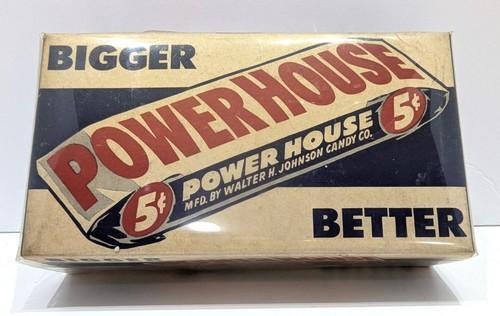 BIGGER
POWERHOUSE
5¢
POWER HOUSE
MFD. BY WALTER H. JOHNSON CANDY CO.
5¢
BETTER